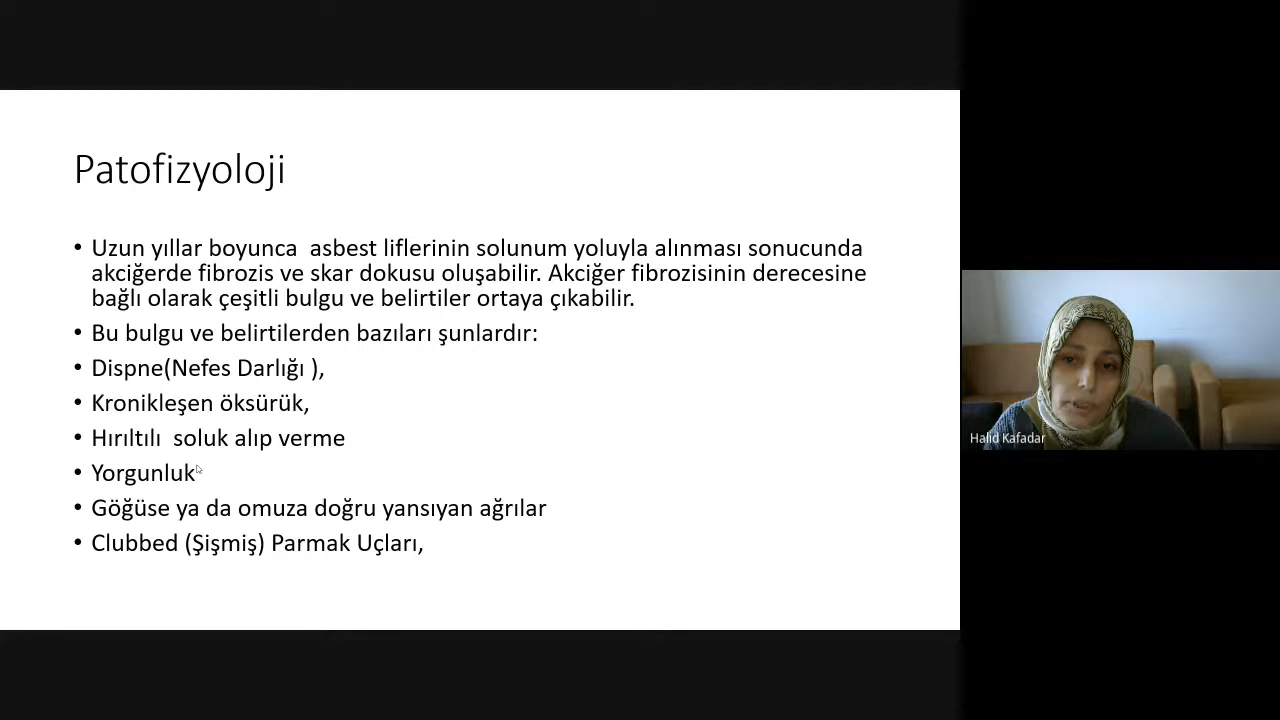 Patofizyoloji
• Uzun yıllar boyunca  asbest liflerinin solunum yoluyla alınması sonucunda
akciğerde fibrozis ve skar dokusu oluşabilir. Akciğer fibrozisinin derecesine
bağlı olarak çeşitli bulgu ve belirtiler ortaya çıkabilir.
• Bu bulgu ve belirtilerden bazıları şunlardır:
• Dispne(Nefes Darlığı ),
• Kronikleşen öksürük,
• Hırıltılı  soluk alıp verme
• Yorgunluk
• Göğüse ya da omuza doğru yansıyan ağrılar
• Clubbed (Şişmiş) Parmak Uçları,
Halid Kafadar